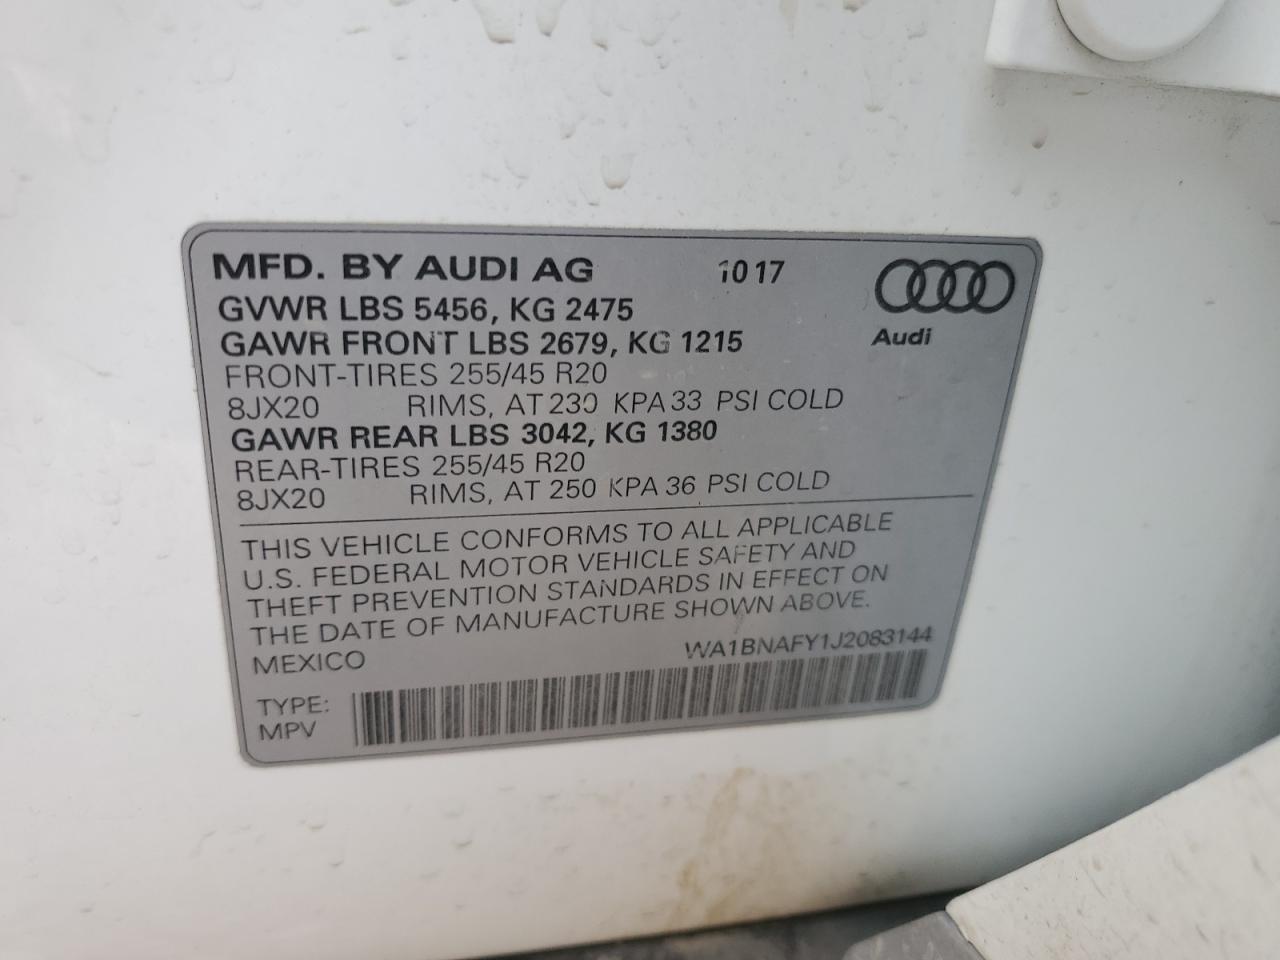 MFD. BY AUDI AG 10 17
GVWR LBS 5456, KG 2475
Audi
GAWR FRONT LBS 2679, KG 1215
FRONT-TIRES 255/45 R20
8JX20 RIMS, AT 230 KPA 33 PSI COLD
GAWR REAR LBS 3042, KG 1380
REAR-TIRES 255/45 R20
8JX20 RIMS, AT 250 KPA 36 PSI COLD
THIS VEHICLE CONFORMS TO ALL APPLICABLE
U.S. FEDERAL MOTOR VEHICLE SAFETY AND
THEFT PREVENTION STANDARDS IN EFFECT ON
THE DATE OF MANUFACTURE SHOWN ABOVE.
MEXICO WA1BNAFY1J2083144
TYPE:
MPV